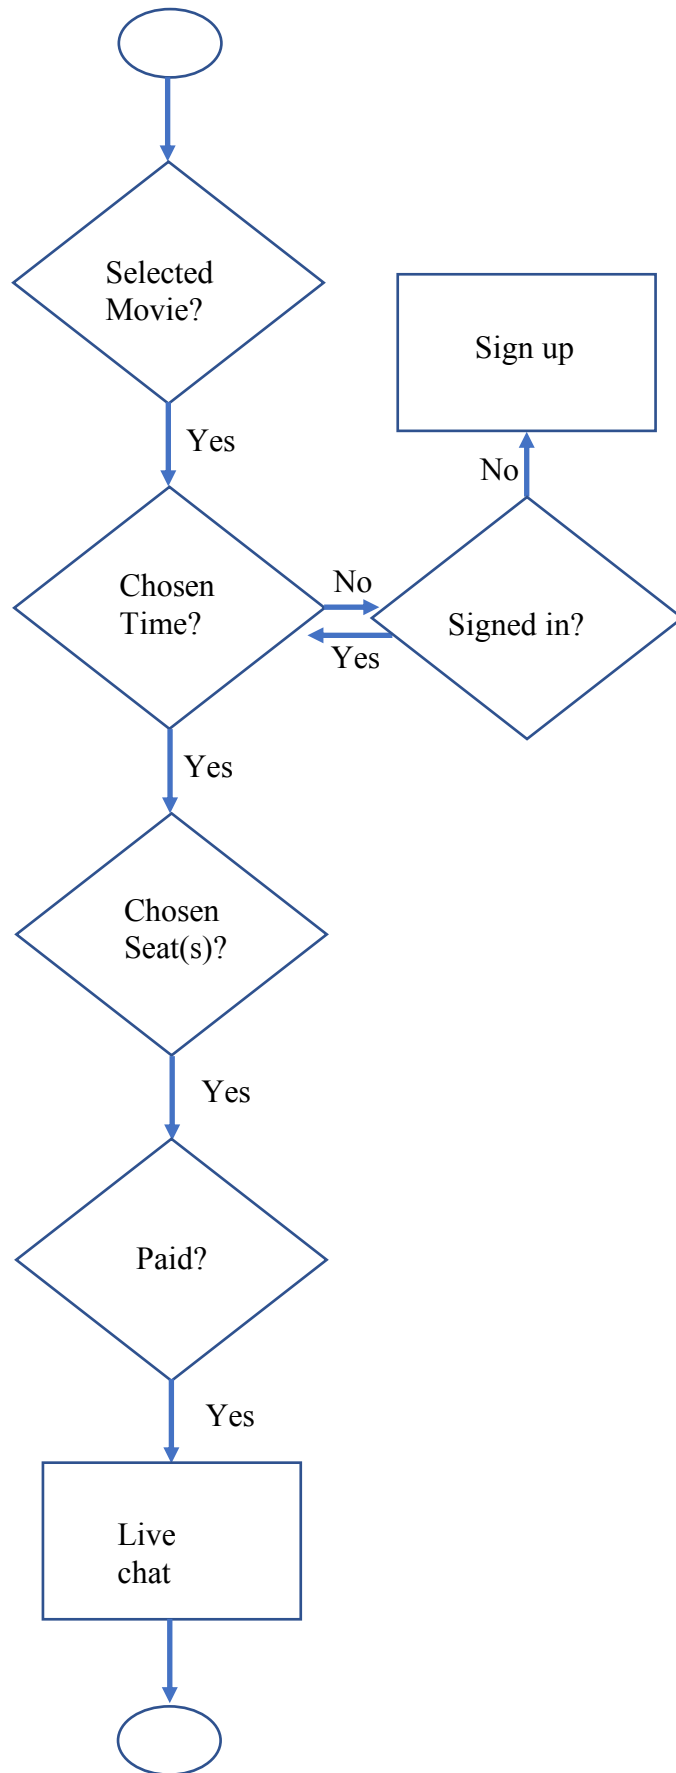 Selected
Movie?
Sign up
Yes
No
Chosen
Time?
No
Signed in?
Yes
Yes
Chosen
Seat(s)?
Yes
Paid?
Yes
Live
chat